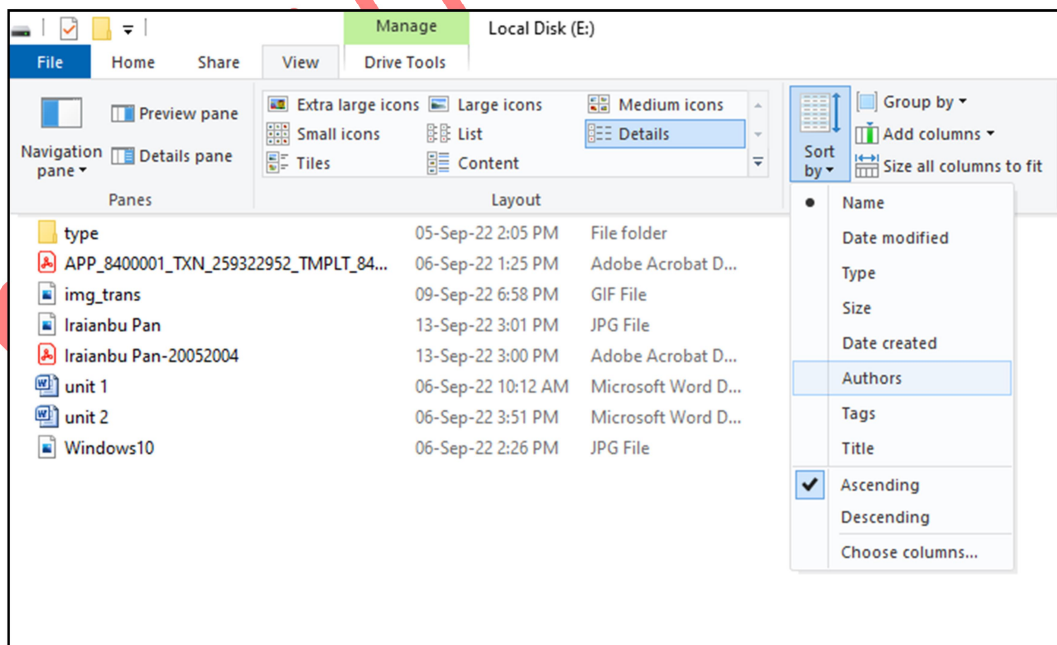 Manage Local Disk (E:)
File Home Share View Drive Tools
Navigation pane
Preview pane
Details pane
Panes
Extra large icons Large icons Medium icons
Small icons List Details
Tiles Content
Layout
Sort by
Group by
Add columns
Size all columns to fit
type 05-Sep-22 2:05 PM File folder
APP_8400001_TXN_259322952_TMPLT_84... 06-Sep-22 1:25 PM Adobe Acrobat D...
img_trans 09-Sep-22 6:58 PM GIF File
Iraianbu Pan 13-Sep-22 3:01 PM JPG File
Iraianbu Pan-20052004 13-Sep-22 3:00 PM Adobe Acrobat D...
unit 1 06-Sep-22 10:12 AM Microsoft Word D...
unit 2 06-Sep-22 3:51 PM Microsoft Word D...
Windows10 06-Sep-22 2:26 PM JPG File
Name
Date modified
Type
Size
Date created
Authors
Tags
Title
Ascending
Descending
Choose columns...